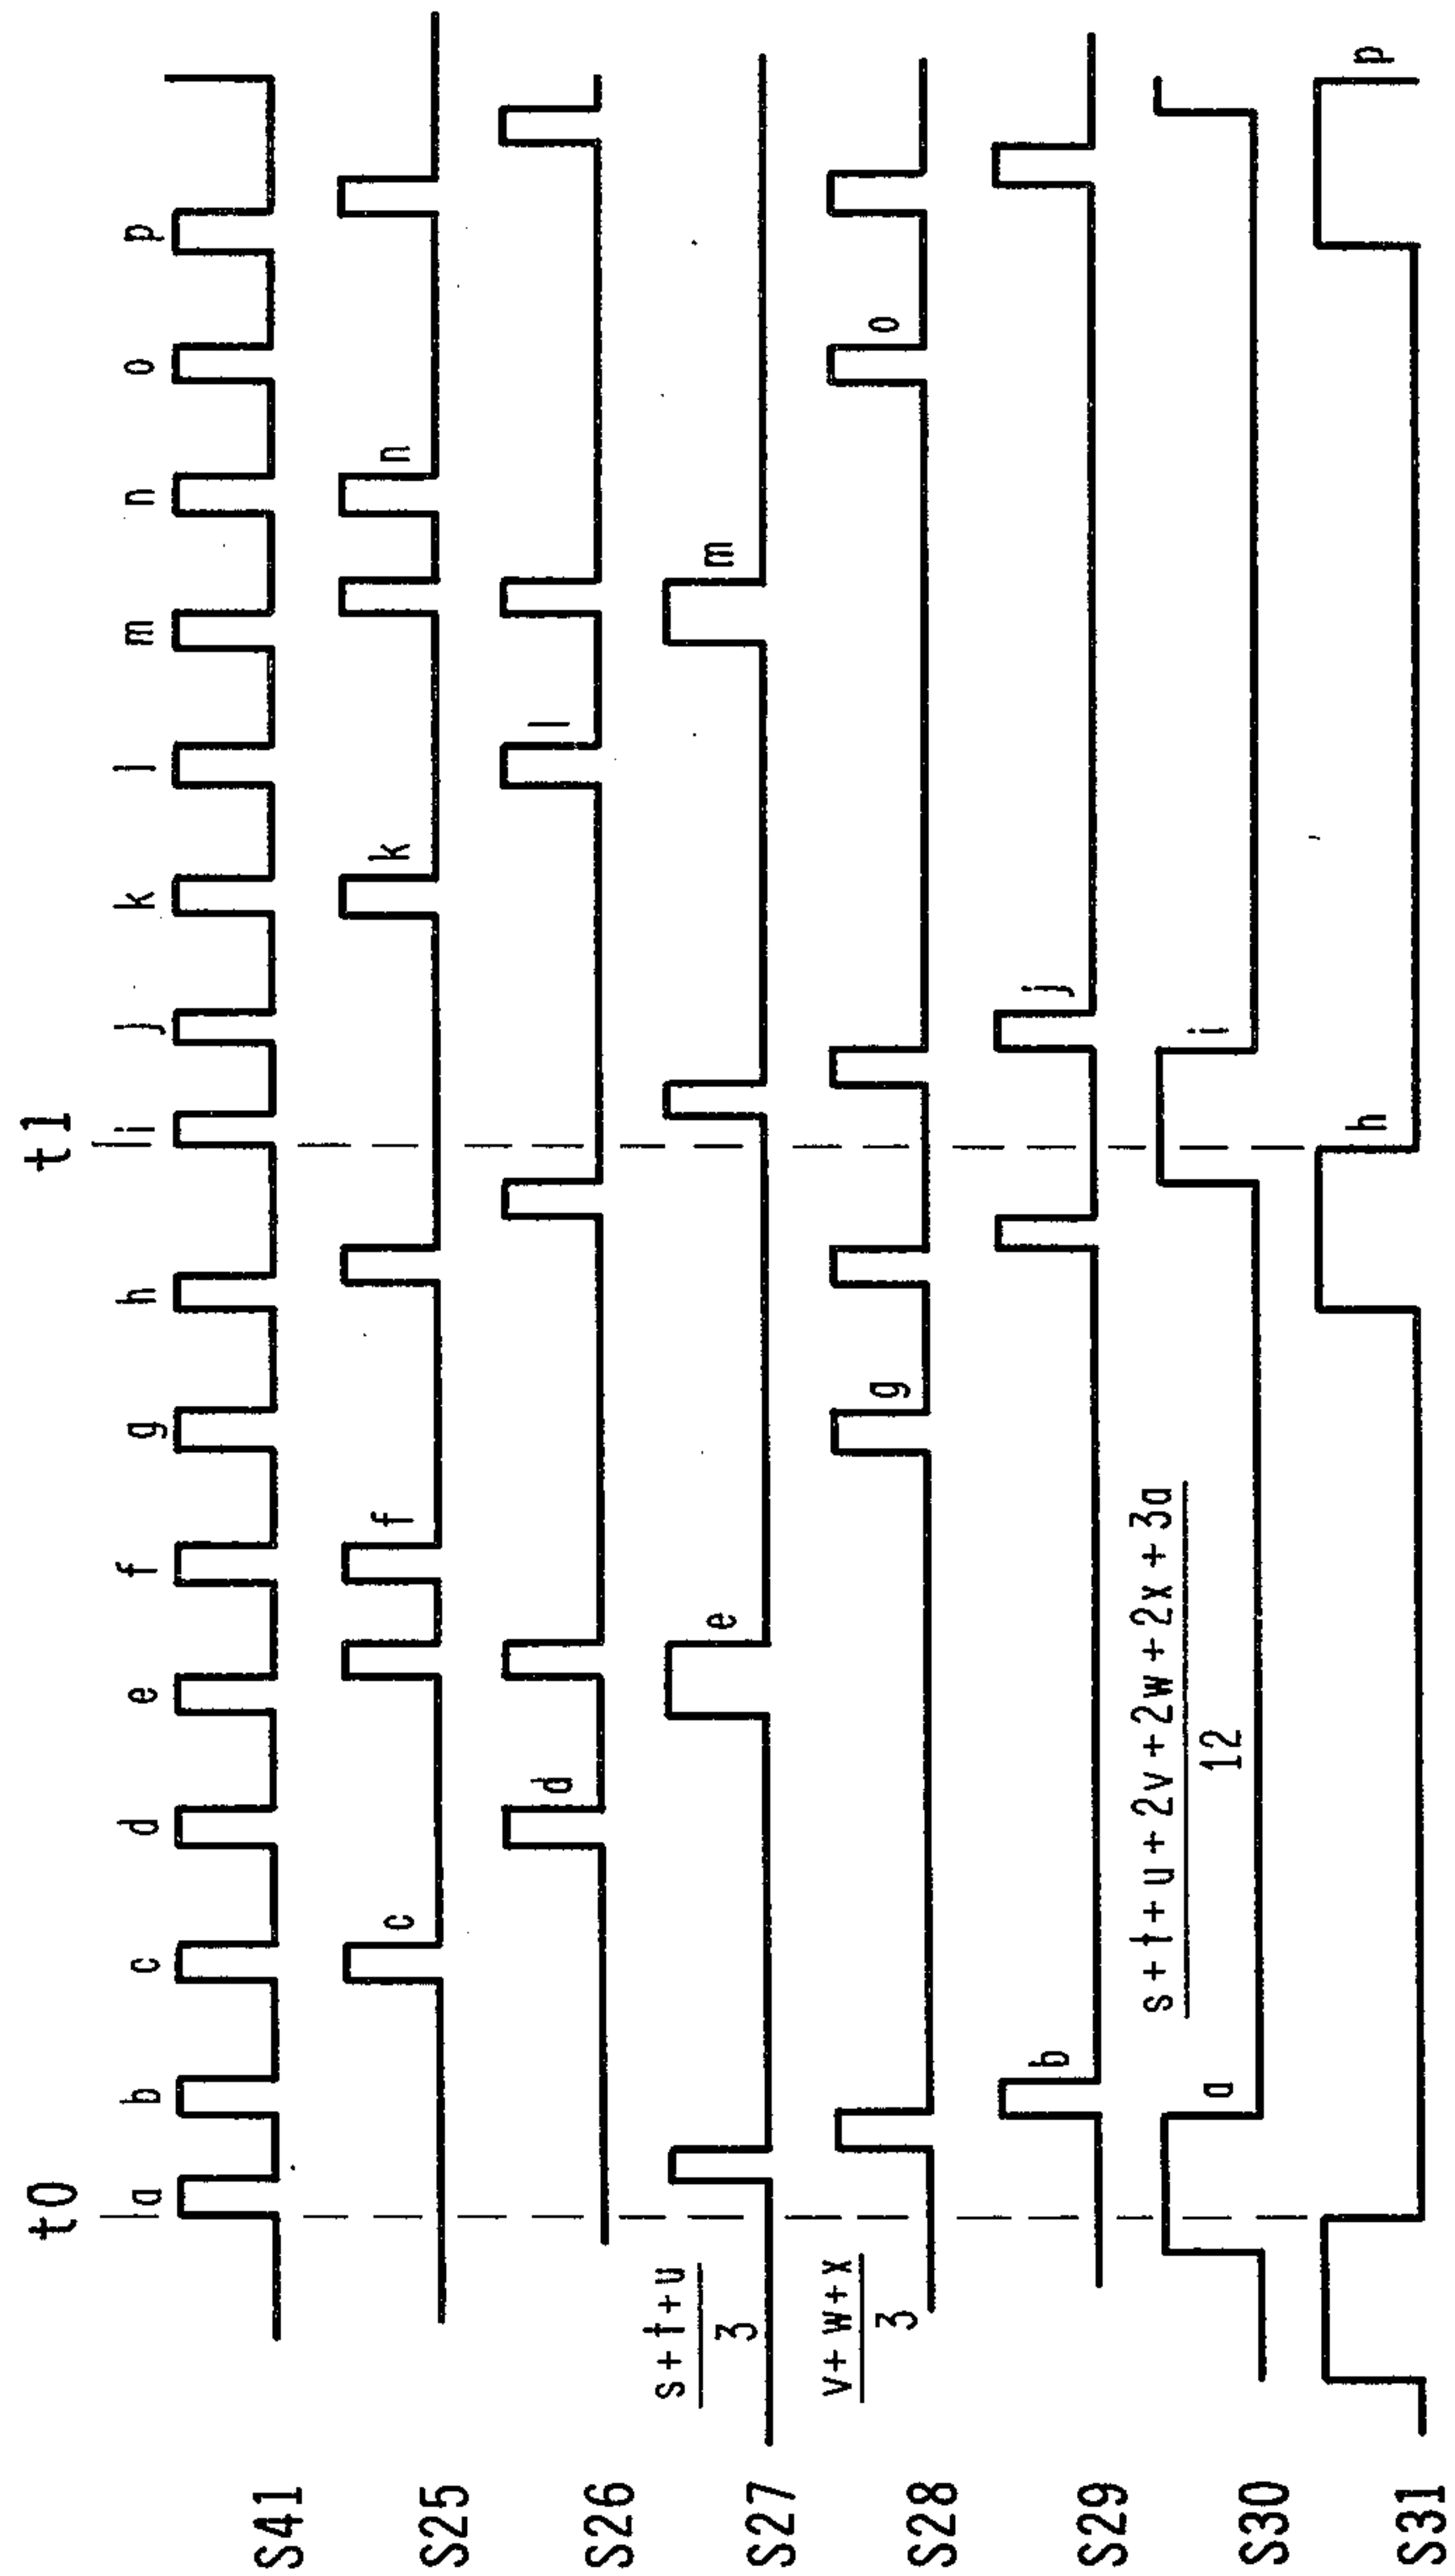 t0 t1
a b c d e f g h i j k l m n o p
S41
c f k n
S25
d l
S26
s+t+u
3
e m
S27
v+w+x
3
g o
S28
b j
S29
s+t+u+2v+2w+2x+3a
12
a i
S30
h p
S31